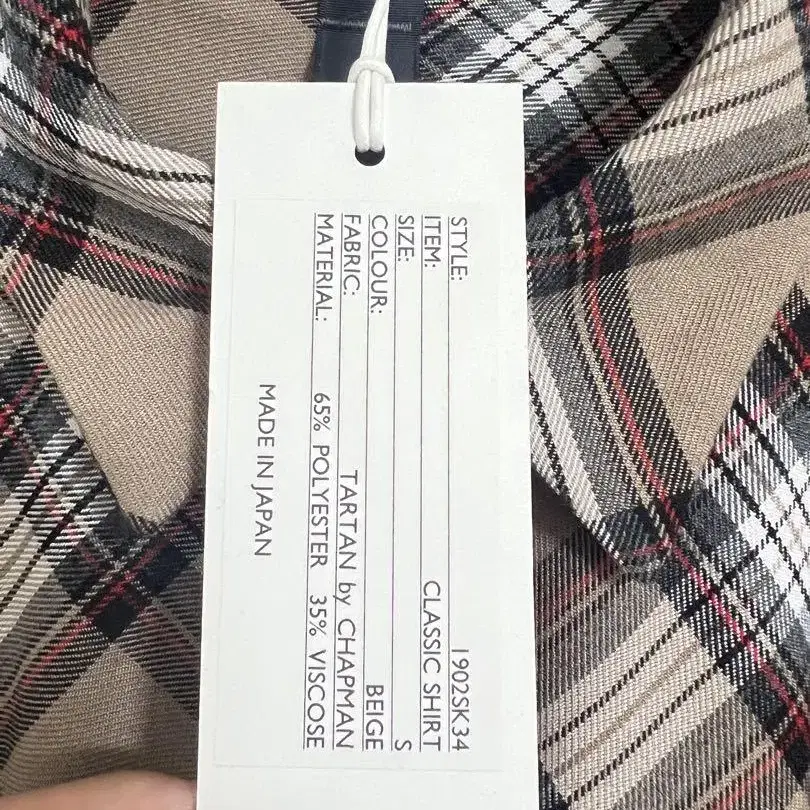 STYLE: 1902SK34
ITEM: CLASSIC SHIRT
SIZE: S
COLOUR: BEIGE
FABRIC: TARTAN by CHAPMAN
MATERIAL: 65% POLYESTER 35% VISCOSE
MADE IN JAPAN